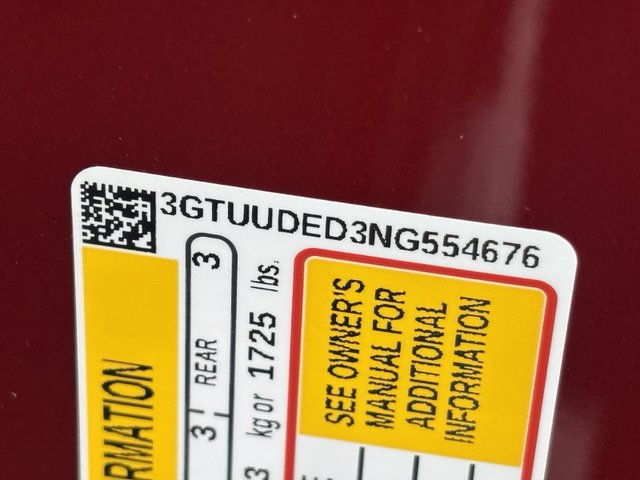 3GTUUDED3NG554676
RMATION
3
REAR
3
3 kg or 1725 lbs.
SEE OWNER'S
MANUAL FOR
ADDITIONAL
INFORMATION